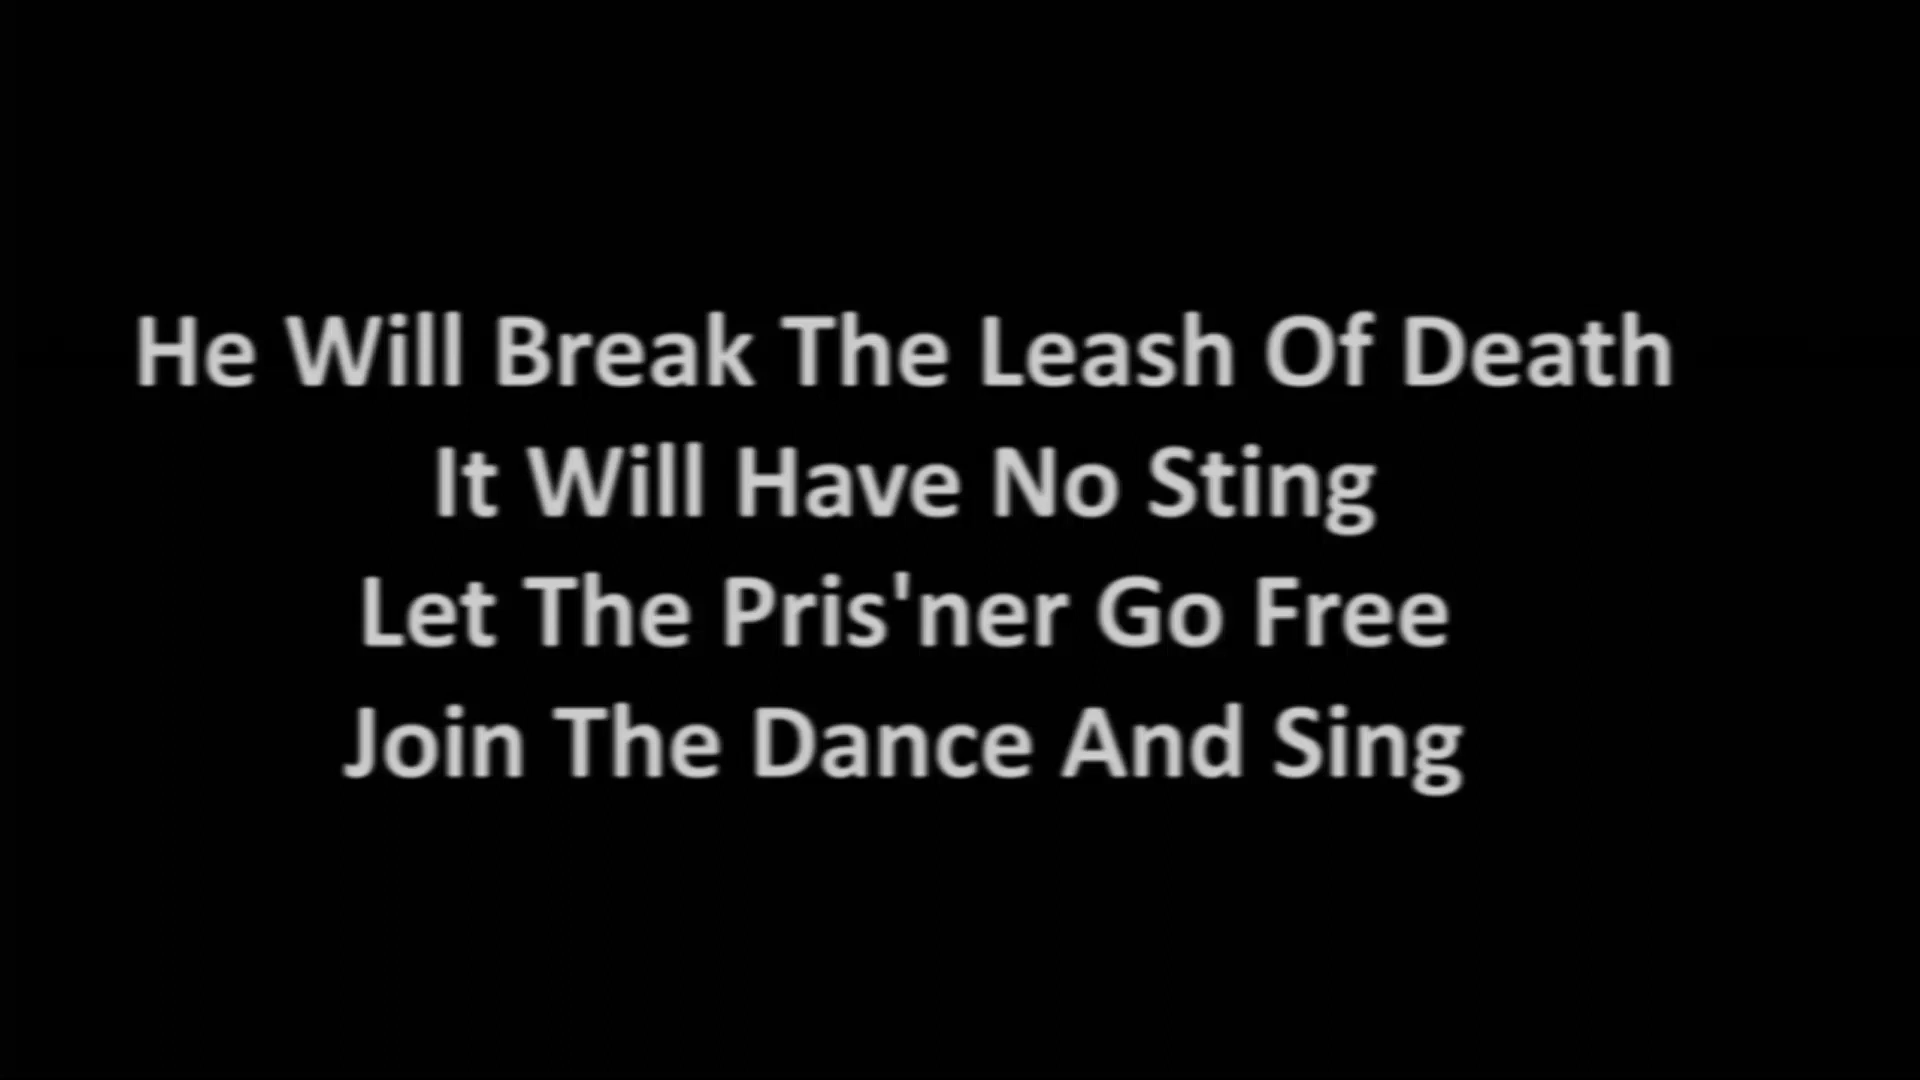 He Will Break The Leash Of Death
It Will Have No Sting
Let The Pris'ner Go Free
Join The Dance And Sing